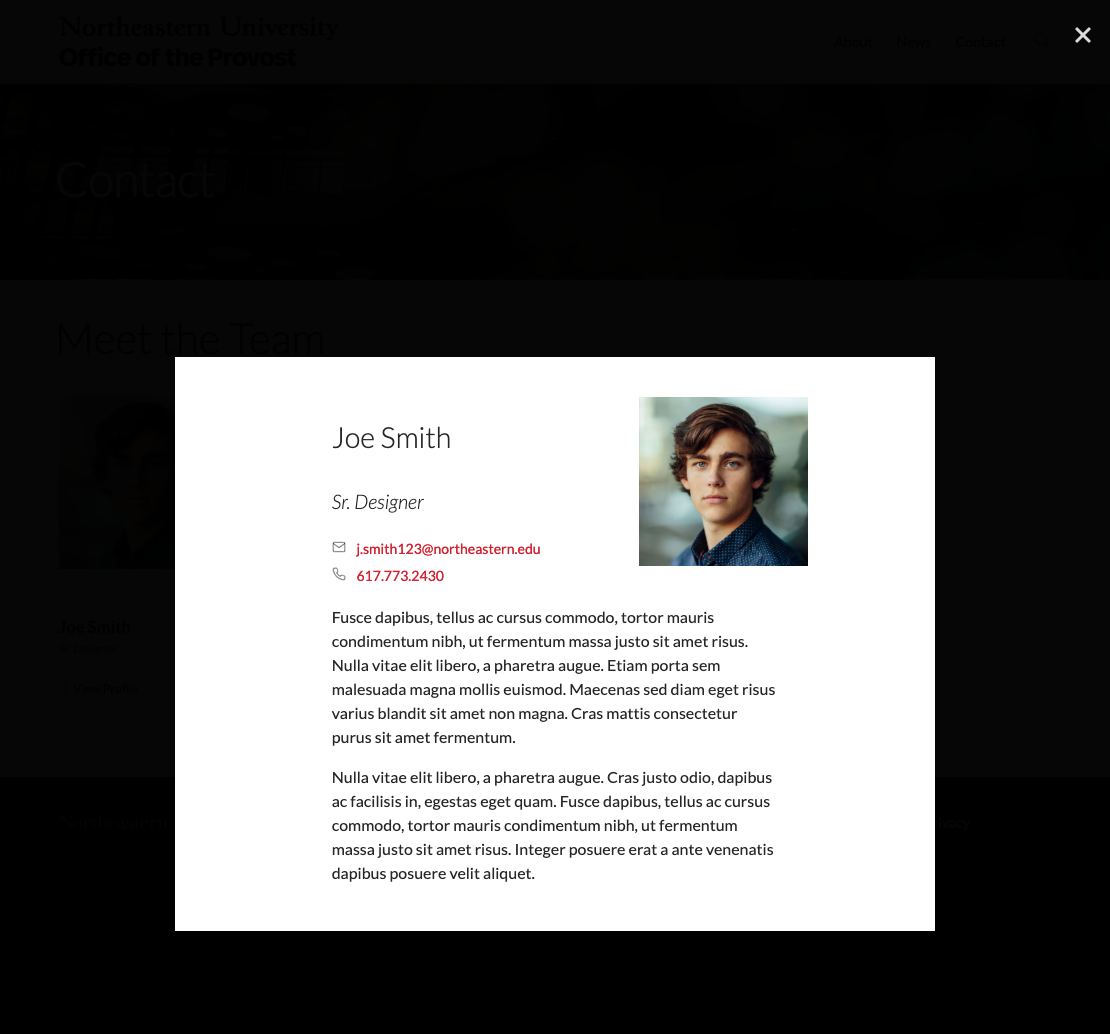 Northeastern University
Office of the Provost
About News Contact
Contact
Meet the Team
Joe Smith
Sr. Designer
j.smith123@northeastern.edu
617.773.2430
Fusce dapibus, tellus ac cursus commodo, tortor mauris
condimentum nibh, ut fermentum massa justo sit amet risus.
Nulla vitae elit libero, a pharetra augue. Etiam porta sem
malesuada magna mollis euismod. Maecenas sed diam eget risus
varius blandit sit amet non magna. Cras mattis consectetur
purus sit amet fermentum.
Nulla vitae elit libero, a pharetra augue. Cras justo odio, dapibus
ac facilisis in, egestas eget quam. Fusce dapibus, tellus ac cursus
commodo, tortor mauris condimentum nibh, ut fermentum
massa justo sit amet risus. Integer posuere erat a ante venenatis
dapibus posuere velit aliquet.
Joe Smith
Sr. Designer
View Profile
Northeastern